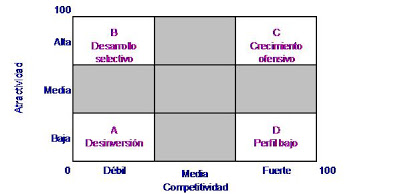 100
Alta
B
Desarrollo
selectivo
C
Crecimiento
ofensivo
Atractividad
Media
Baja
A
Desinversión
D
Perfil bajo
0
Débil
Media
Fuerte
100
Competitividad